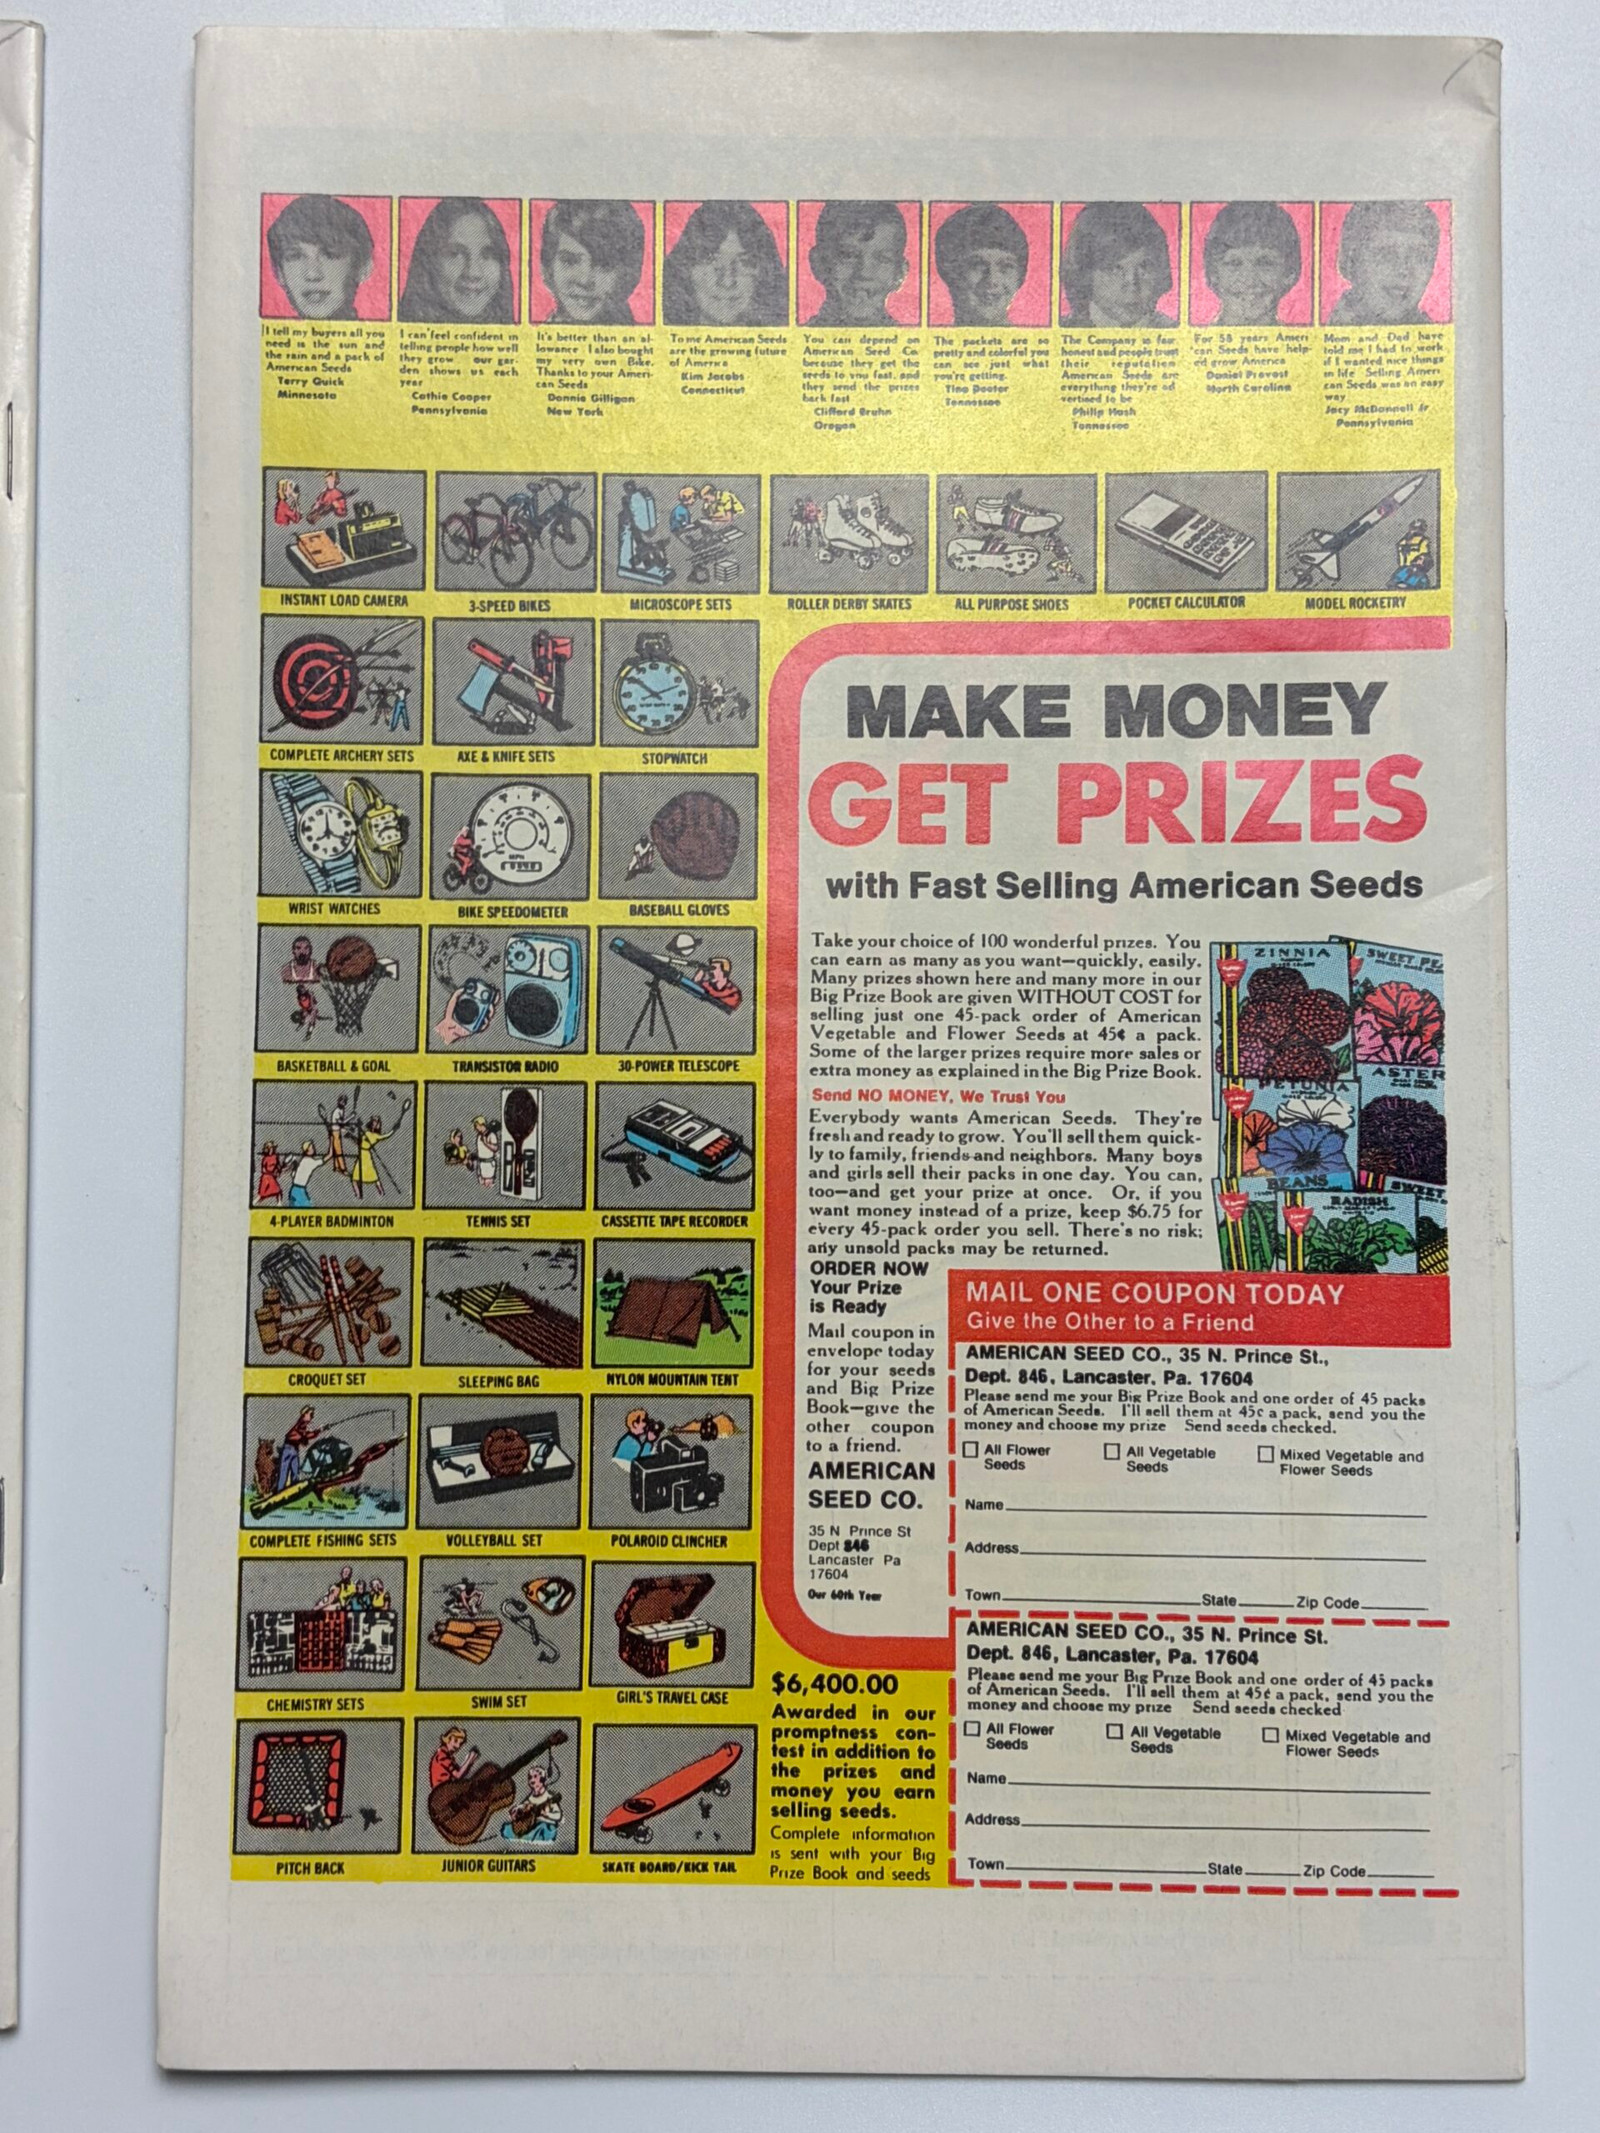 I tell my buyers all you
need is the sun and
the rain and a pack of
American Seeds
Terry Quick
Minnesota
I can feel confident in
telling people how well
they grow our gar-
den shows us each
year
Cathie Cooper
Pennsylvania
It's better than an al-
lowance I also bought
my very own Bike.
Thanks to your Ameri-
can Seeds
Donnie Gilligan
New York
To me American Seeds
are the growing future
of America
Kim Jacobs
Connecticut
You can depend on
American Seed Co
because they get the
seeds to you fast, and
they send the prizes
back fast
Clifford Bruhn
Oregon
The packets are so
pretty and colorful you
can see just what
you're getting.
Tina Dooter
Tennessee
The Company is fair
honest and people trust
their reputation
American Seeds are
everything they're ad
vertised to be
Philip Hash
Tennessee
For 58 years Ameri
can Seeds have help-
ed grow America
Daniel Provost
North Carolina
Mom and Dad have
told me I had to work
if I wanted nice things
in life Selling Ameri
can Seeds was an easy
way
Jacy McDonnell Jr
Pennsylvania
INSTANT LOAD CAMERA
3-SPEED BIKES
MICROSCOPE SETS
ROLLER DERBY SKATES
ALL PURPOSE SHOES
POCKET CALCULATOR
MODEL ROCKETRY
COMPLETE ARCHERY SETS
AXE & KNIFE SETS
STOPWATCH
WRIST WATCHES
BIKE SPEEDOMETER
BASEBALL GLOVES
BASKETBALL & GOAL
TRANSISTOR RADIO
30-POWER TELESCOPE
4-PLAYER BADMINTON
TENNIS SET
CASSETTE TAPE RECORDER
CROQUET SET
SLEEPING BAG
NYLON MOUNTAIN TENT
COMPLETE FISHING SETS
VOLLEYBALL SET
POLAROID CLINCHER
CHEMISTRY SETS
SWIM SET
GIRL'S TRAVEL CASE
PITCH BACK
JUNIOR GUITARS
SKATE BOARD/KICK TAIL
MPH
MAKE MONEY
GET PRIZES
with Fast Selling American Seeds
Take your choice of 100 wonderful prizes. You
can earn as many as you want—quickly, easily.
Many prizes shown here and many more in our
Big Prize Book are given WITHOUT COST for
selling just one 45-pack order of American
Vegetable and Flower Seeds at 45¢ a pack.
Some of the larger prizes require more sales or
extra money as explained in the Big Prize Book.
Send NO MONEY, We Trust You
Everybody wants American Seeds. They're
fresh and ready to grow. You'll sell them quick-
ly to family, friends and neighbors. Many boys
and girls sell their packs in one day. You can,
too—and get your prize at once. Or, if you
want money instead of a prize, keep $6.75 for
every 45-pack order you sell. There's no risk;
any unsold packs may be returned.
ZINNIA
SWEET PE
ASTER
PETUNIA
BEANS
RADISH
SWEET
ORDER NOW
Your Prize
is Ready
Mail coupon in
envelope today
for your seeds
and Big Prize
Book—give the
other coupon
to a friend.
AMERICAN
SEED CO.
35 N Prince St
Dept 846
Lancaster Pa
17604
Our 60th Year
MAIL ONE COUPON TODAY
Give the Other to a Friend
AMERICAN SEED CO., 35 N. Prince St.,
Dept. 846, Lancaster, Pa. 17604
Please send me your Big Prize Book and one order of 45 packs
of American Seeds. I'll sell them at 45¢ a pack, send you the
money and choose my prize Send seeds checked.
All Flower
Seeds
All Vegetable
Seeds
Mixed Vegetable and
Flower Seeds
Name
Address
Town State Zip Code
AMERICAN SEED CO., 35 N. Prince St.
Dept. 846, Lancaster, Pa. 17604
Please send me your Big Prize Book and one order of 45 packs
of American Seeds. I'll sell them at 45¢ a pack, send you the
money and choose my prize Send seeds checked
All Flower
Seeds
All Vegetable
Seeds
Mixed Vegetable and
Flower Seeds
Name
Address
Town State Zip Code
$6,400.00
Awarded in our
promptness con-
test in addition to
the prizes and
money you earn
selling seeds.
Complete information
is sent with your Big
Prize Book and seeds